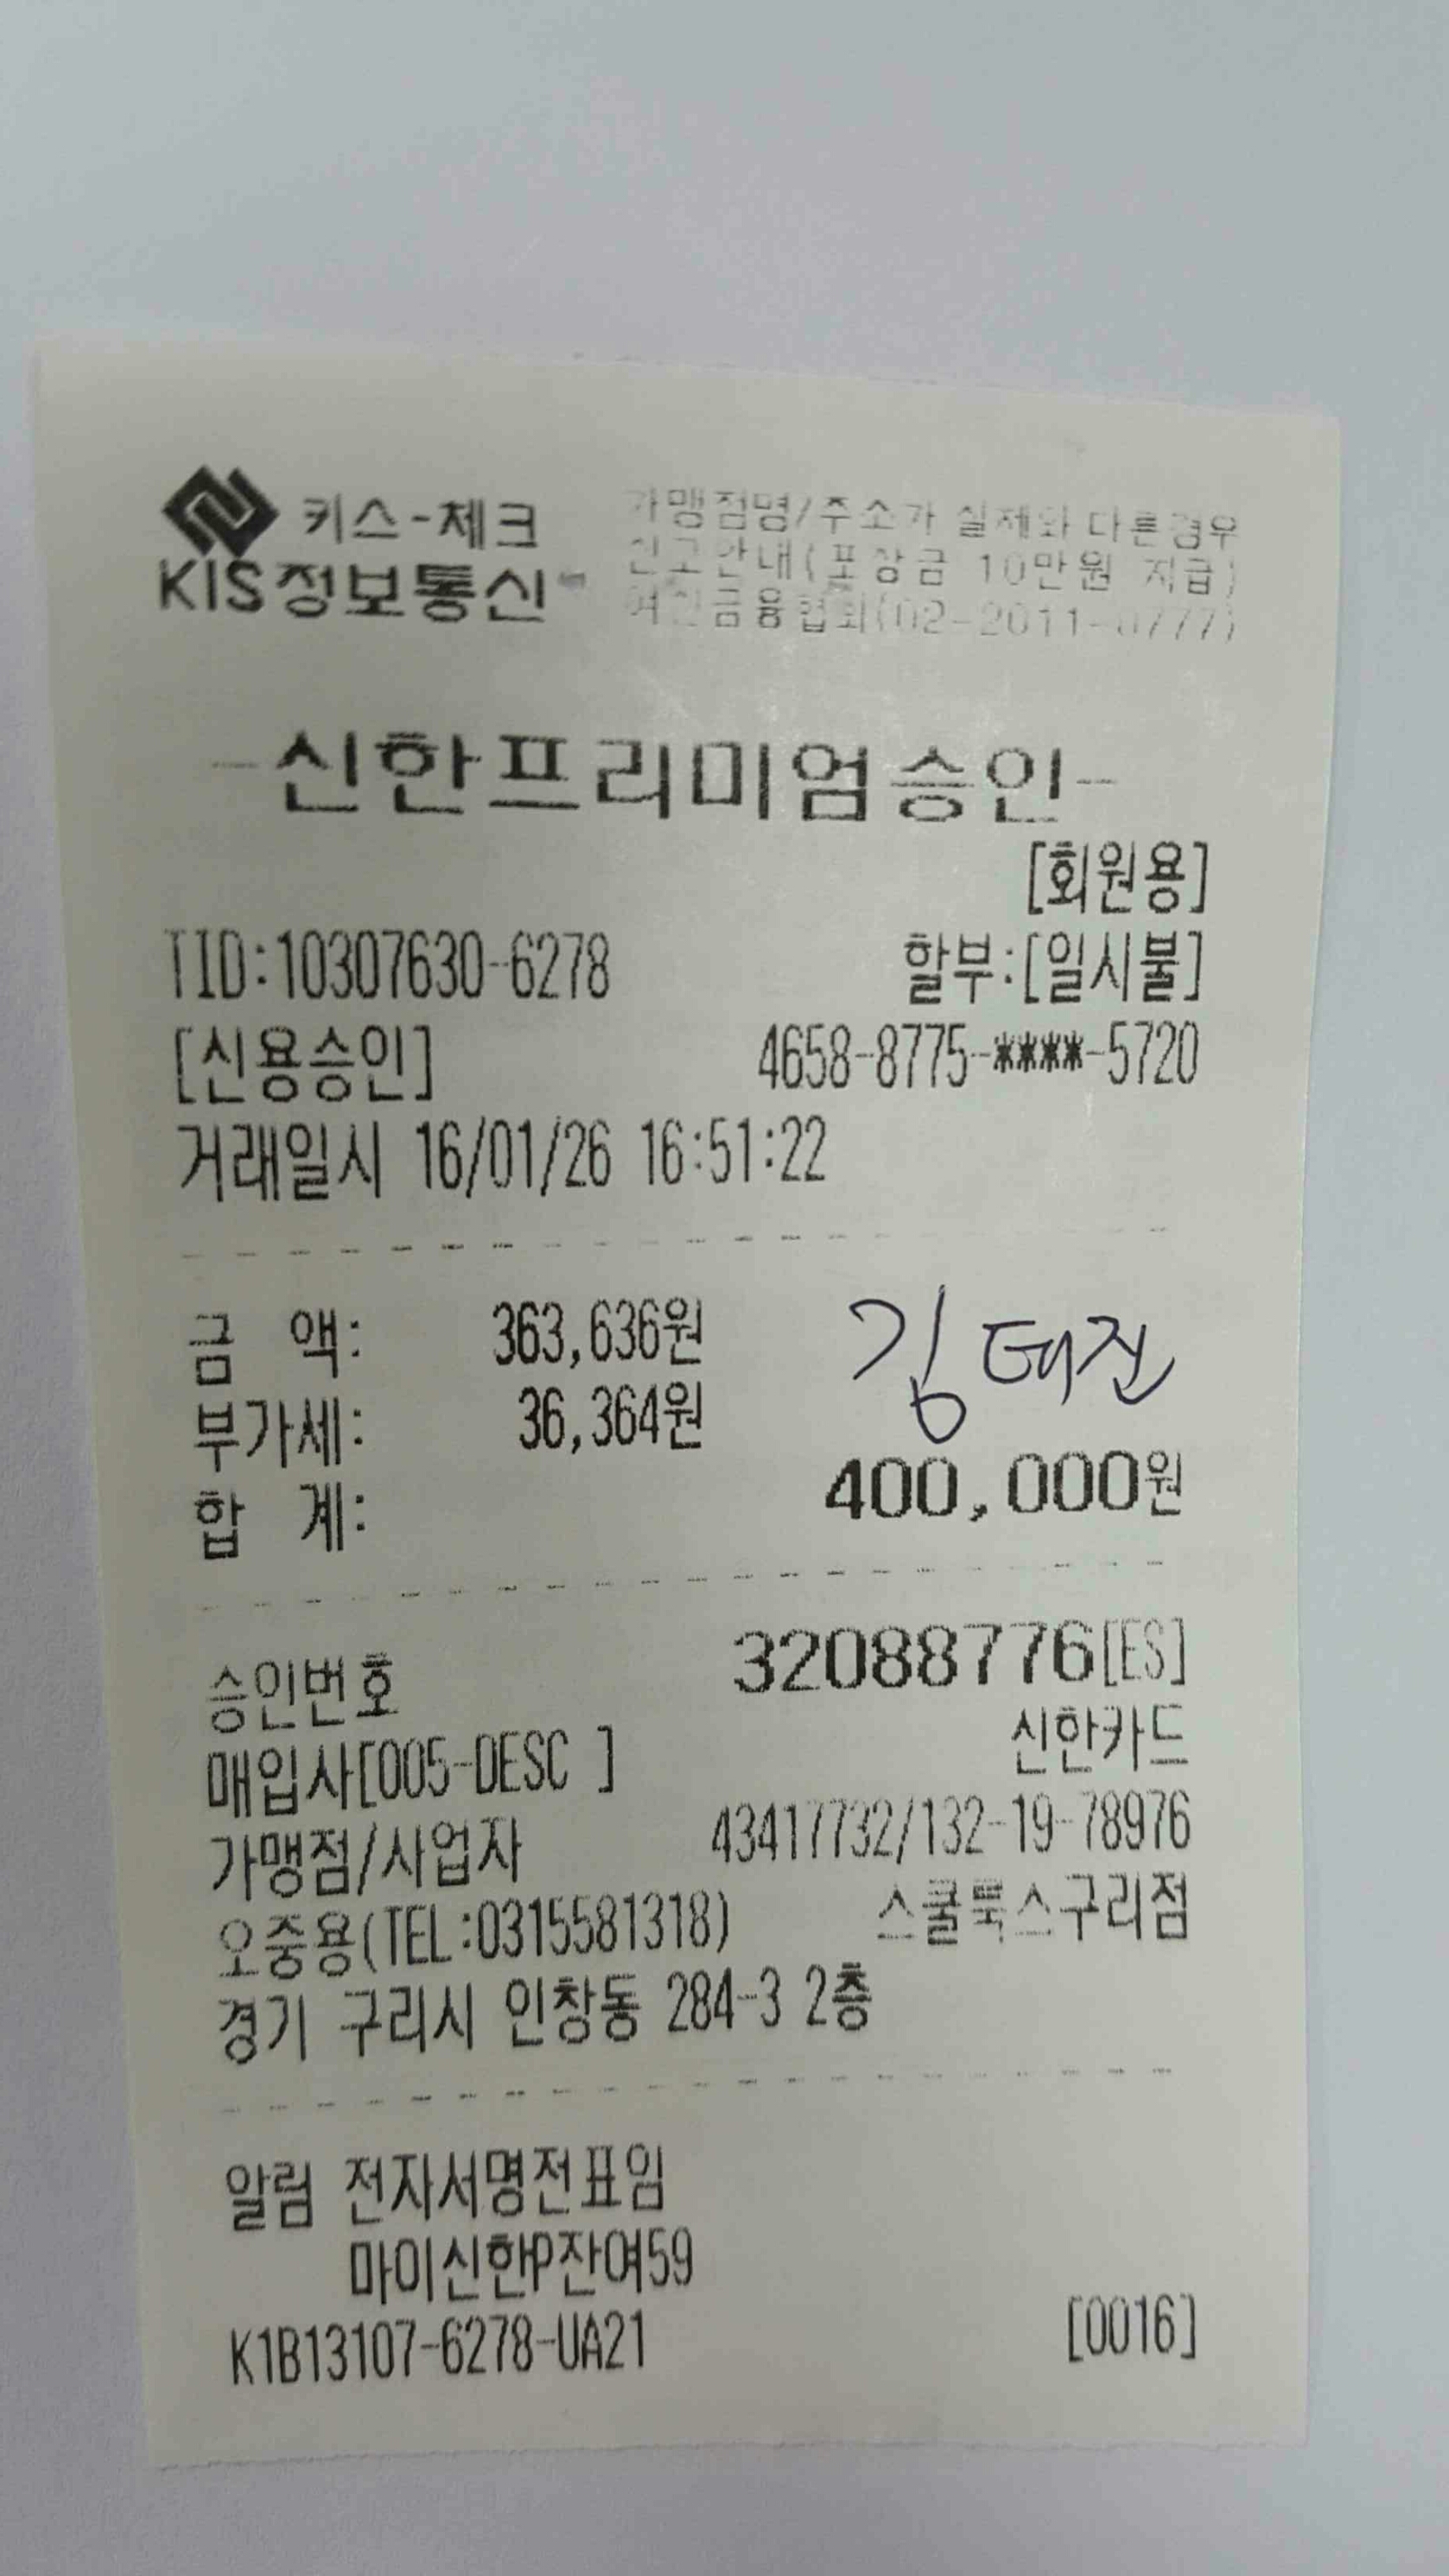 키스-체크
KIS정보통신
가맹점명/주소가 실제와 다른경우
신고안내(포상금 10만원 지급)
여신금융협회(02-2011-0777)
-신한프리미엄승인-
[회원용]
TID:10307630-6278 할부:[일시불]
[신용승인] 4658-8775-****-5720
거래일시 16/01/26 16:51:22
금 액: 363,636원 김태진
부가세: 36,364원
합 계: 400,000원
승인번호 32088776[ES]
매입사[005-DESC ] 신한카드
가맹점/사업자 43417732/132-19-78976
오중용(TEL:0315581318) 스쿨룩스구리점
경기 구리시 인창동 284-3 2층
알림 전자서명전표임
마이신한P잔여59
K1B13107-6278-UA21 [0016]